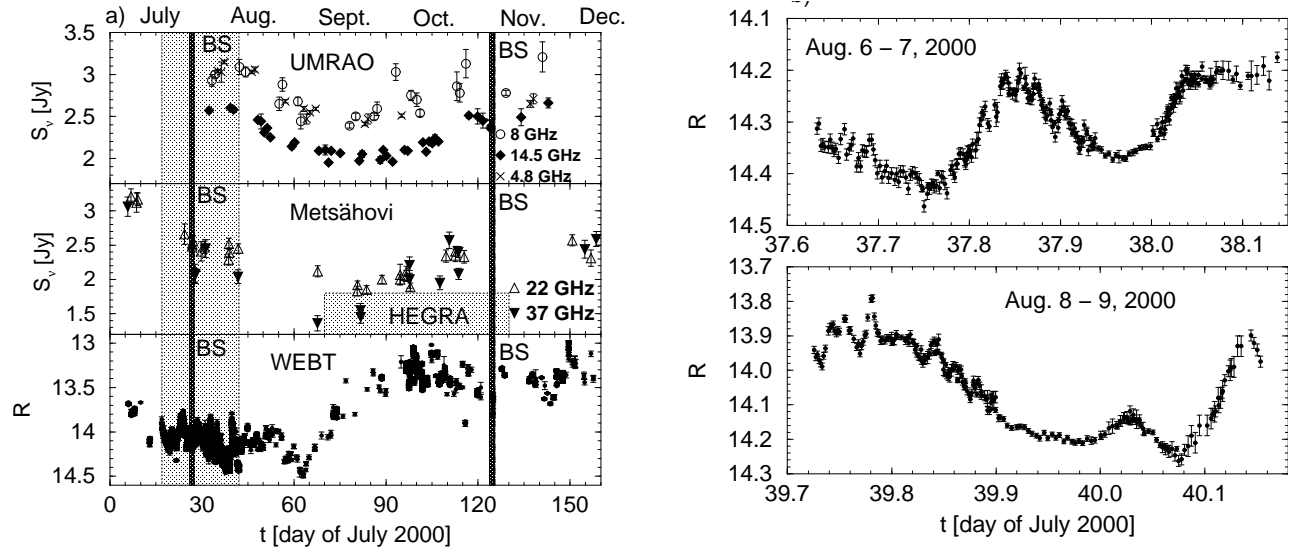 a) July Aug. Sept. Oct. Nov. Dec.
3.5
3
2.5
2
S_ν [Jy]
BS
UMRAO
BS
8 GHz
14.5 GHz
4.8 GHz
3
2.5
2
1.5
S_ν [Jy]
BS
Metsähovi
BS
22 GHz
37 GHz
HEGRA
13
13.5
14
14.5
R
BS
WEBT
BS
0 30 60 90 120 150
t [day of July 2000]
14.1
14.2
14.3
14.4
14.5
R
Aug. 6 – 7, 2000
37.6 37.7 37.8 37.9 38.0 38.1
13.7
13.8
13.9
14.0
14.1
14.2
14.3
R
Aug. 8 – 9, 2000
39.7 39.8 39.9 40.0 40.1
t [day of July 2000]